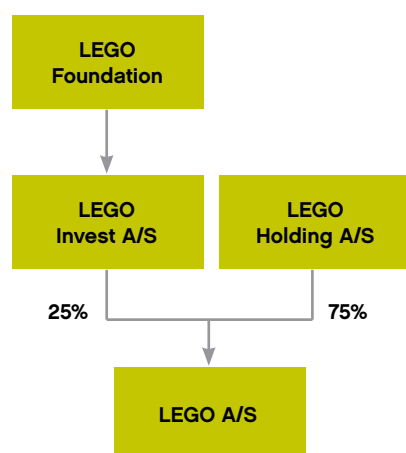 LEGO
Foundation
LEGO
Invest A/S
LEGO
Holding A/S
25%
75%
LEGO A/S